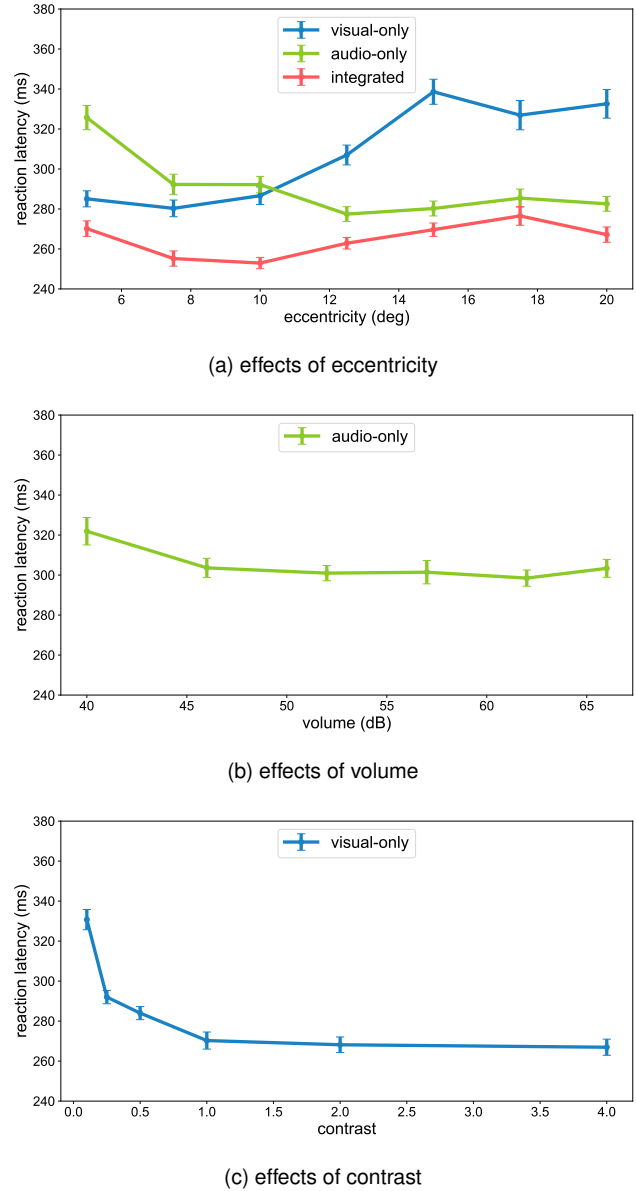 380
360
340
320
300
280
260
240
reaction latency (ms)
visual-only
audio-only
integrated
6 8 10 12 14 16 18 20
eccentricity (deg)
(a) effects of eccentricity
380
360
340
320
300
280
260
240
reaction latency (ms)
audio-only
40 45 50 55 60 65
volume (dB)
(b) effects of volume
380
360
340
320
300
280
260
240
reaction latency (ms)
visual-only
0.0 0.5 1.0 1.5 2.0 2.5 3.0 3.5 4.0
contrast
(c) effects of contrast